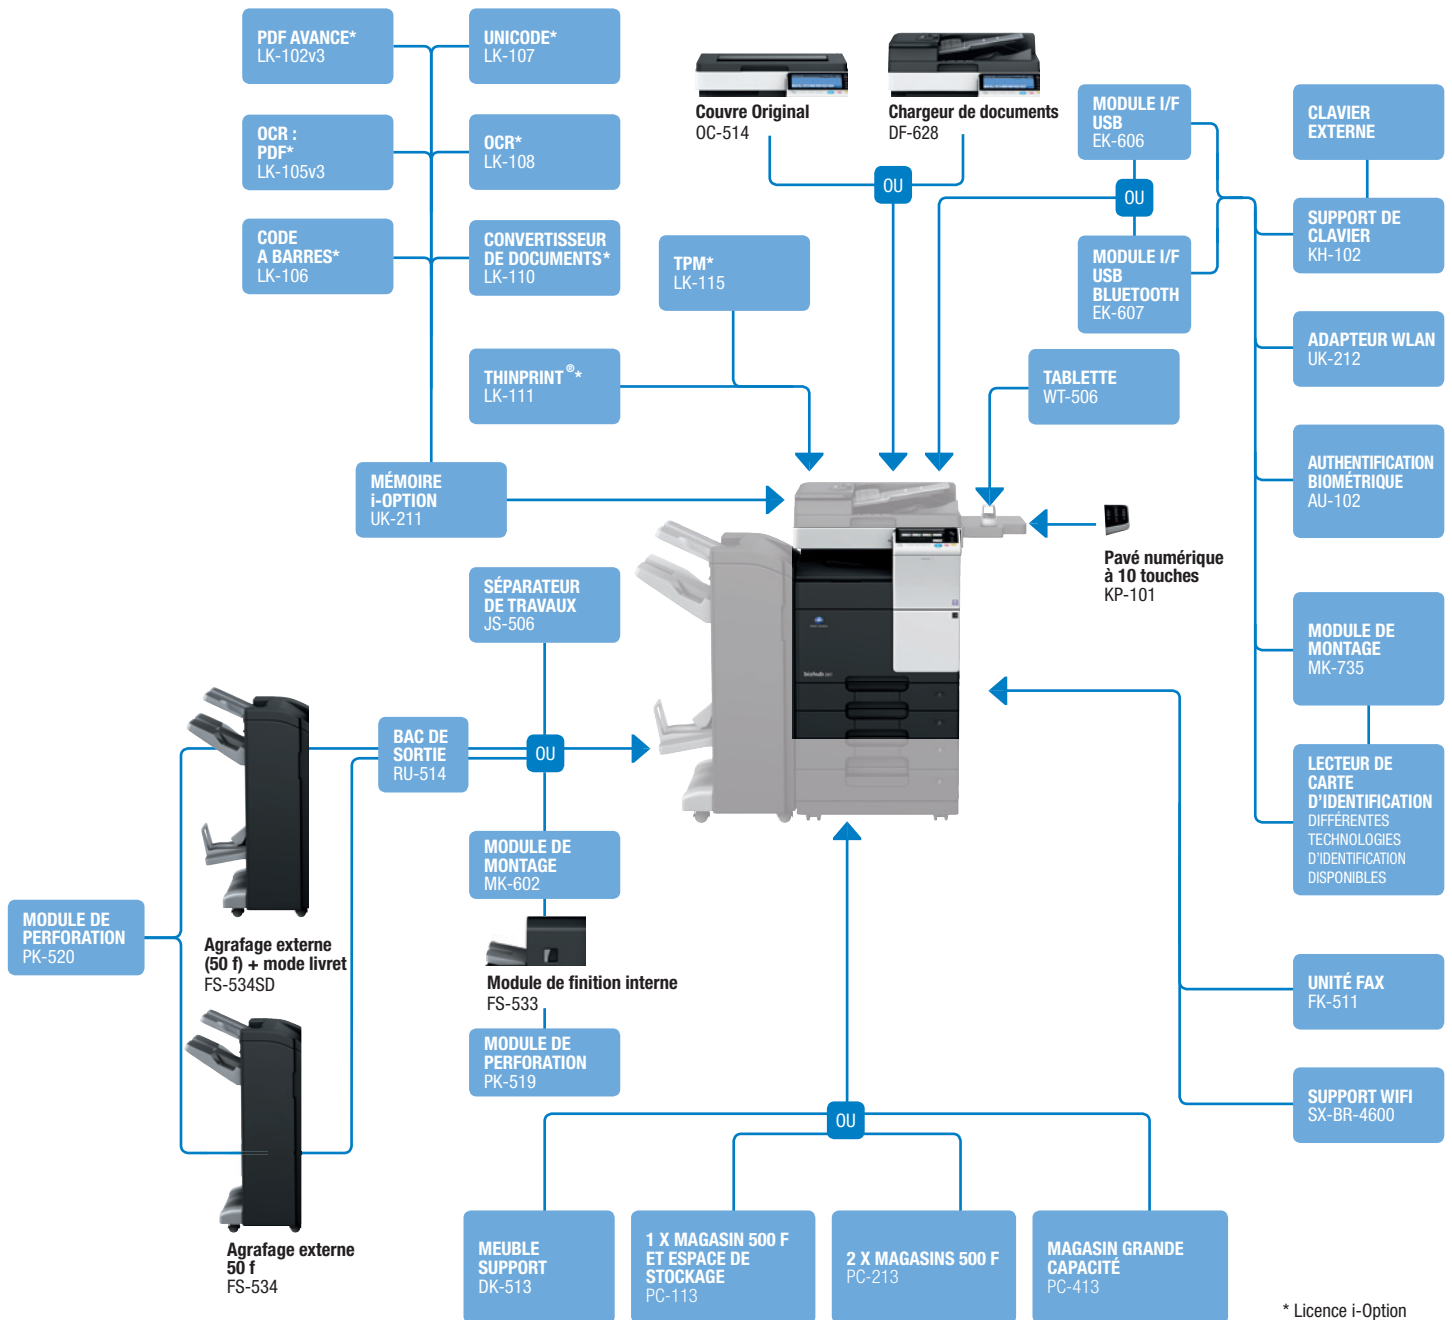 PDF AVANCE*
LK-102v3
UNICODE*
LK-107
OCR :
PDF*
LK-105v3
OCR*
LK-108
CODE
A BARRES*
LK-106
CONVERTISSEUR
DE DOCUMENTS*
LK-110
TPM*
LK-115
THINPRINT®*
LK-111
MÉMOIRE
i-OPTION
UK-211
Couvre Original
OC-514
Chargeur de documents
DF-628
OU
MODULE I/F
USB
EK-606
OU
MODULE I/F
USB
BLUETOOTH
EK-607
CLAVIER
EXTERNE
SUPPORT DE
CLAVIER
KH-102
ADAPTEUR WLAN
UK-212
TABLETTE
WT-506
AUTHENTIFICATION
BIOMÉTRIQUE
AU-102
Pavé numérique
à 10 touches
KP-101
MODULE DE
MONTAGE
MK-735
LECTEUR DE
CARTE
D'IDENTIFICATION
DIFFÉRENTES
TECHNOLOGIES
D'IDENTIFICATION
DISPONIBLES
SÉPARATEUR
DE TRAVAUX
JS-506
BAC DE
SORTIE
RU-514
OU
bizhub
MODULE DE
MONTAGE
MK-602
MODULE DE
PERFORATION
PK-520
Agrafage externe
(50 f) + mode livret
FS-534SD
Module de finition interne
FS-533
MODULE DE
PERFORATION
PK-519
Agrafage externe
50 f
FS-534
UNITÉ FAX
FK-511
SUPPORT WIFI
SX-BR-4600
OU
MEUBLE
SUPPORT
DK-513
1 X MAGASIN 500 F
ET ESPACE DE
STOCKAGE
PC-113
2 X MAGASINS 500 F
PC-213
MAGASIN GRANDE
CAPACITÉ
PC-413
* Licence i-Option